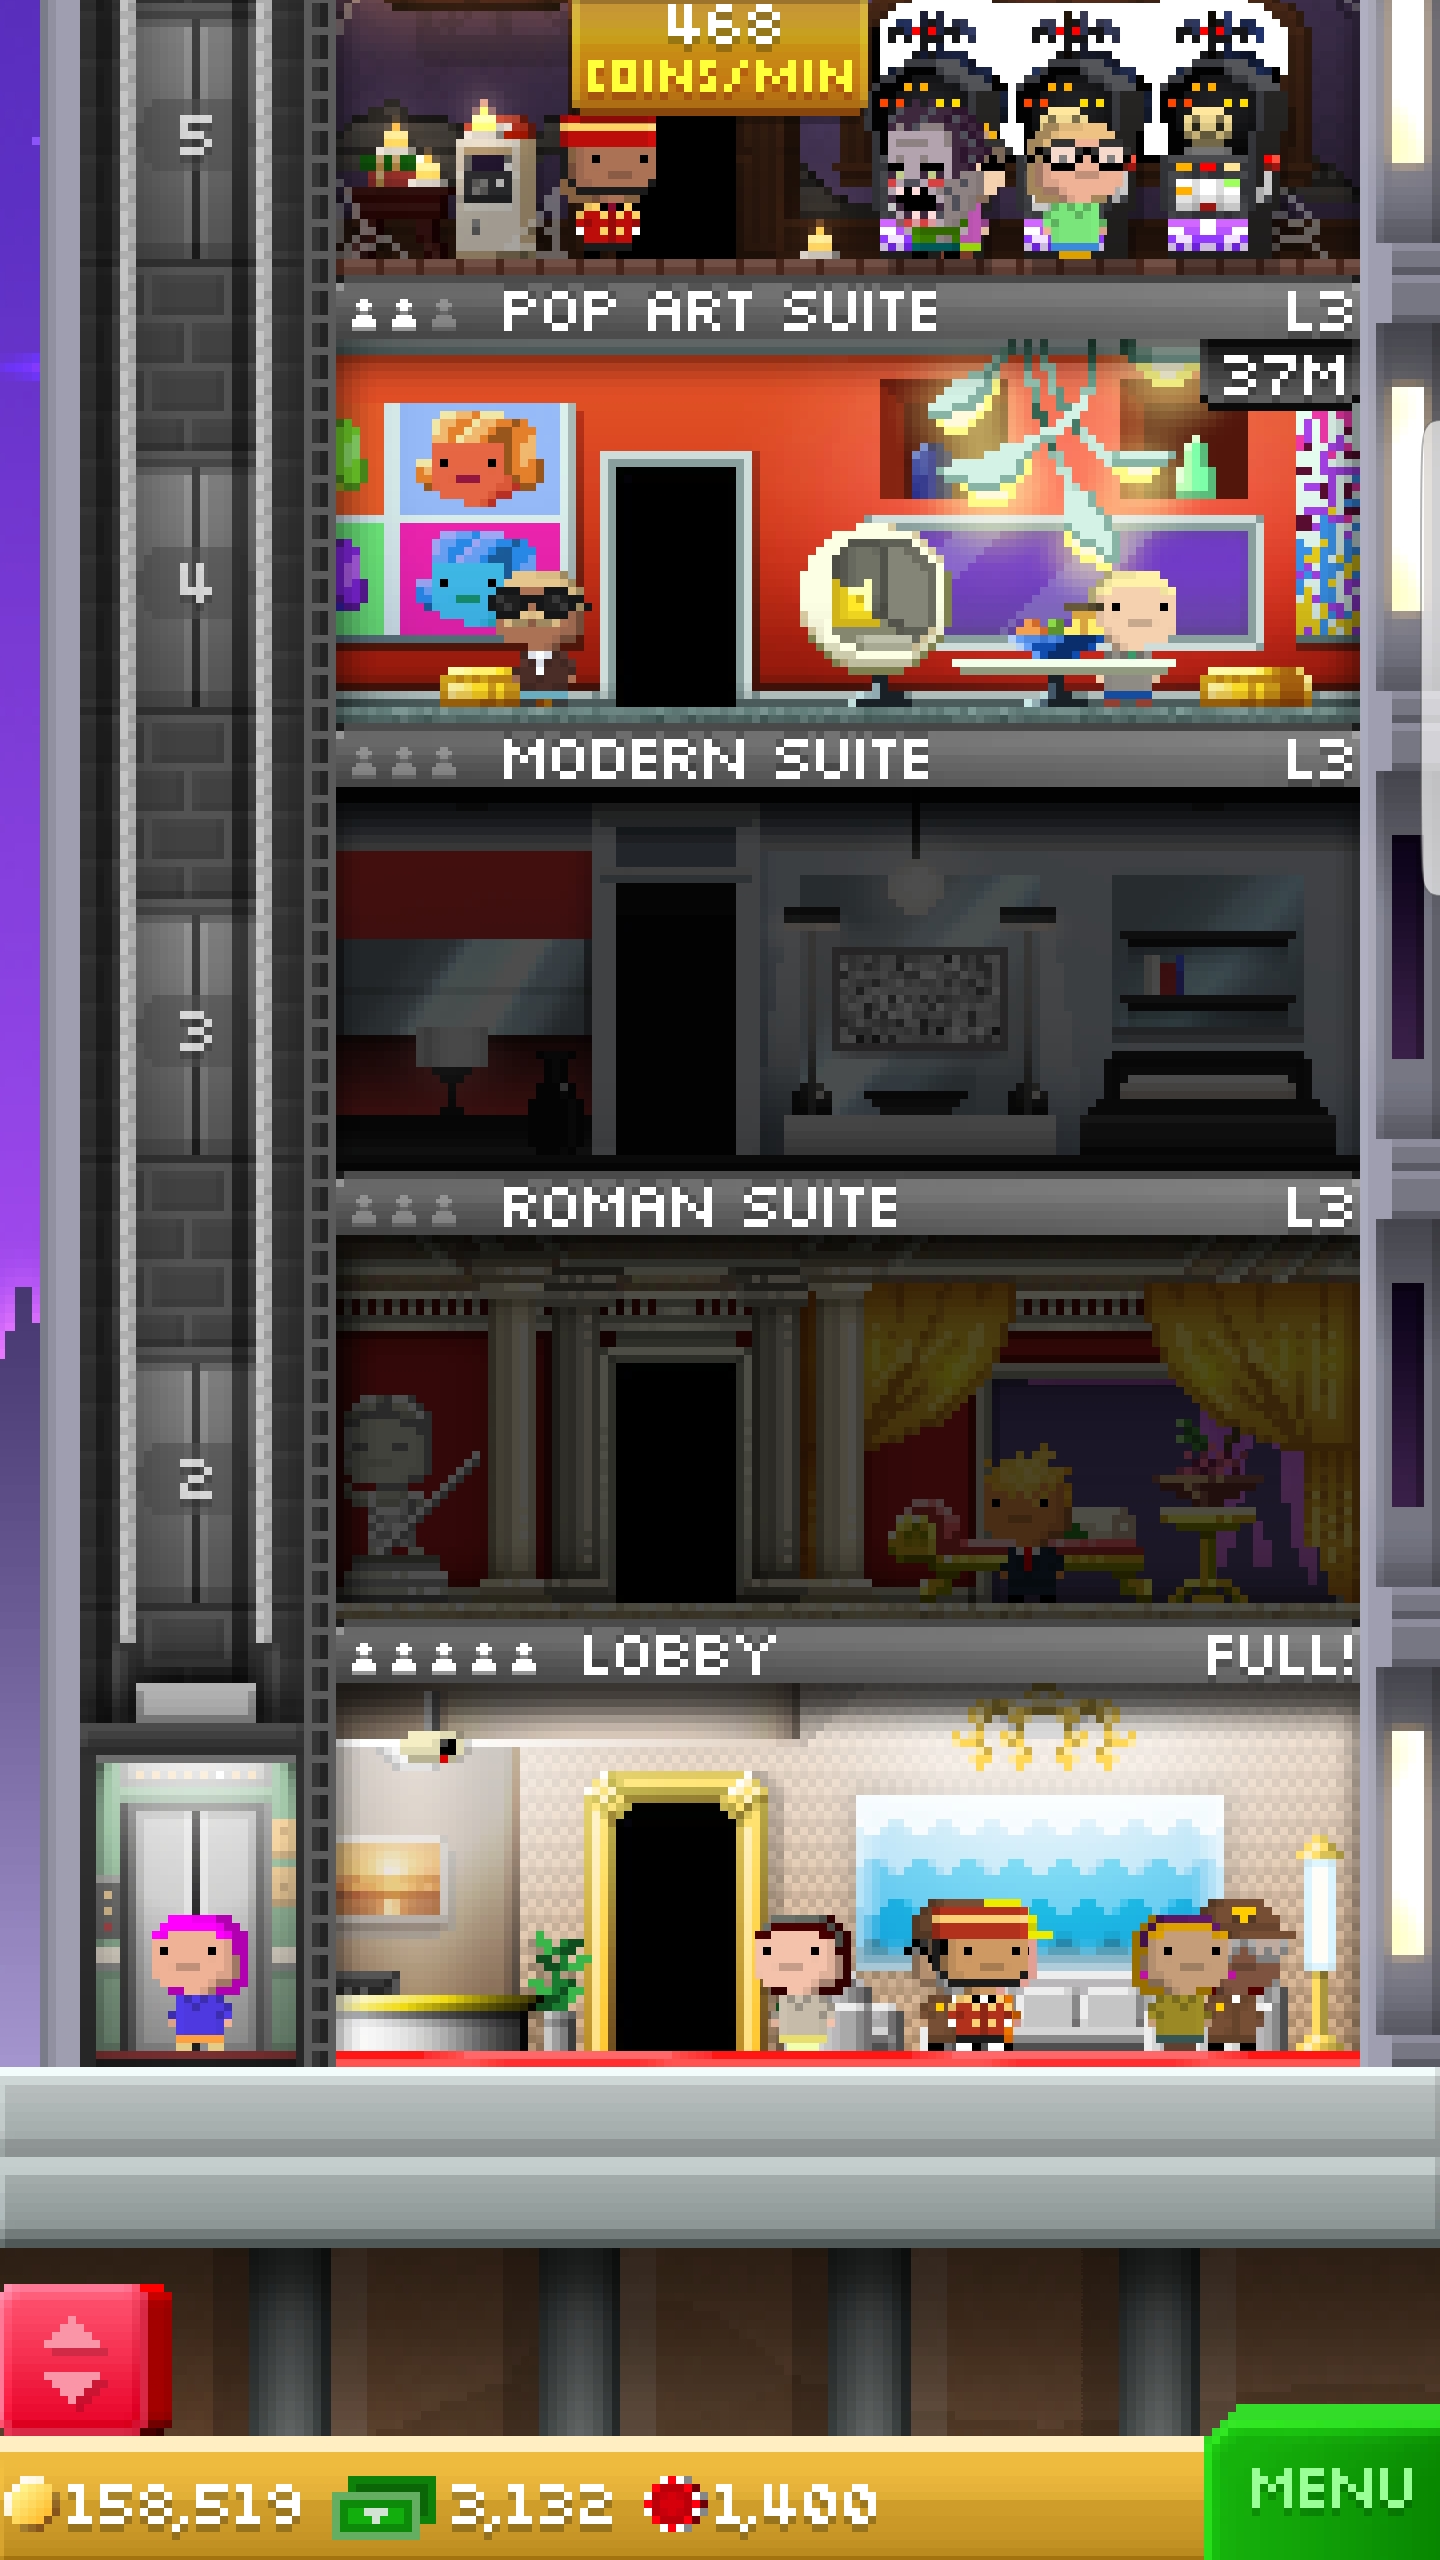 468
COINS/MIN
5
POP ART SUITE L3
37M
4
MODERN SUITE L3
3
ROMAN SUITE L3
2
LOBBY FULL!
158,519 3,132 1,400 MENU